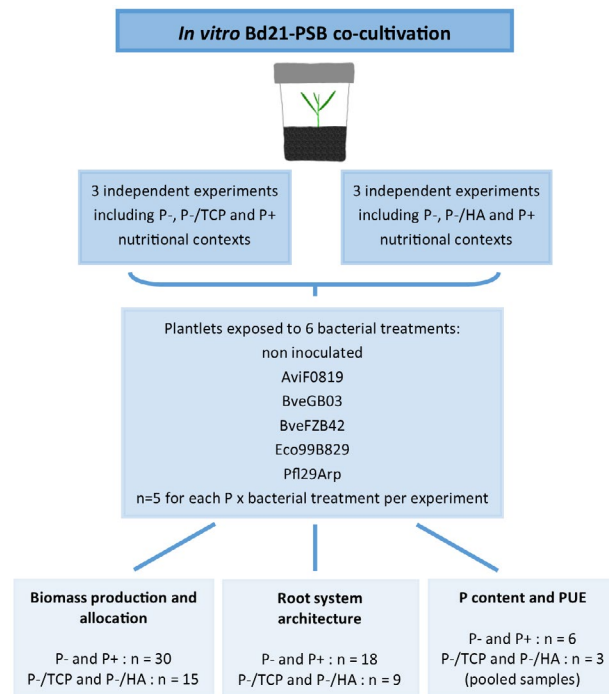 In vitro Bd21-PSB co-cultivation
3 independent experiments
including P-, P-/TCP and P+
nutritional contexts
3 independent experiments
including P-, P-/HA and P+
nutritional contexts
Plantlets exposed to 6 bacterial treatments:
non inoculated
AviF0819
BveGB03
BveFZB42
Eco99B829
Pfl29Arp
n=5 for each P x bacterial treatment per experiment
Biomass production and
allocation
P- and P+ : n = 30
P-/TCP and P-/HA : n = 15
Root system
architecture
P- and P+ : n = 18
P-/TCP and P-/HA : n = 9
P content and PUE
P- and P+ : n = 6
P-/TCP and P-/HA : n = 3
(pooled samples)